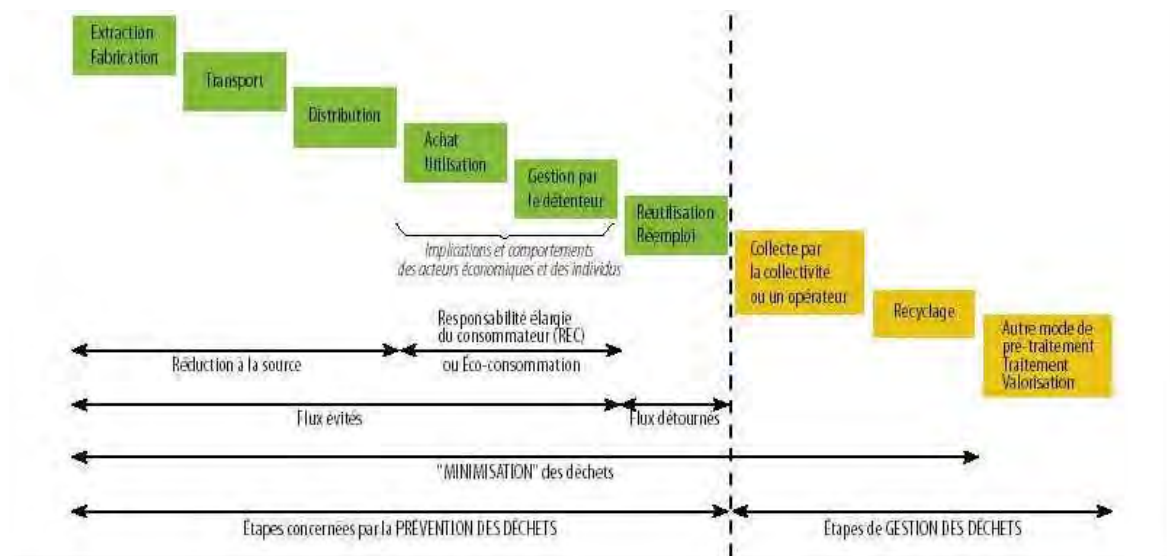 Extraction
Fabrication
Transport
Distribution
Achat
Utilisation
Gestion par
le détenteur
Réutilisation
Réemploi
Collecte par
la collectivité
ou un opérateur
Recyclage
Autre mode de
pré-traitement
Traitement
Valorisation
Implications et comportements
des acteurs économiques et des individus
Responsabilité élargie
du consommateur (REC)
ou Éco-consommation
Réduction à la source
Flux évités
Flux détournés
"MINIMISATION" des déchets
Étapes concernées par la PRÉVENTION DES DÉCHETS
Étapes de GESTION DES DÉCHETS